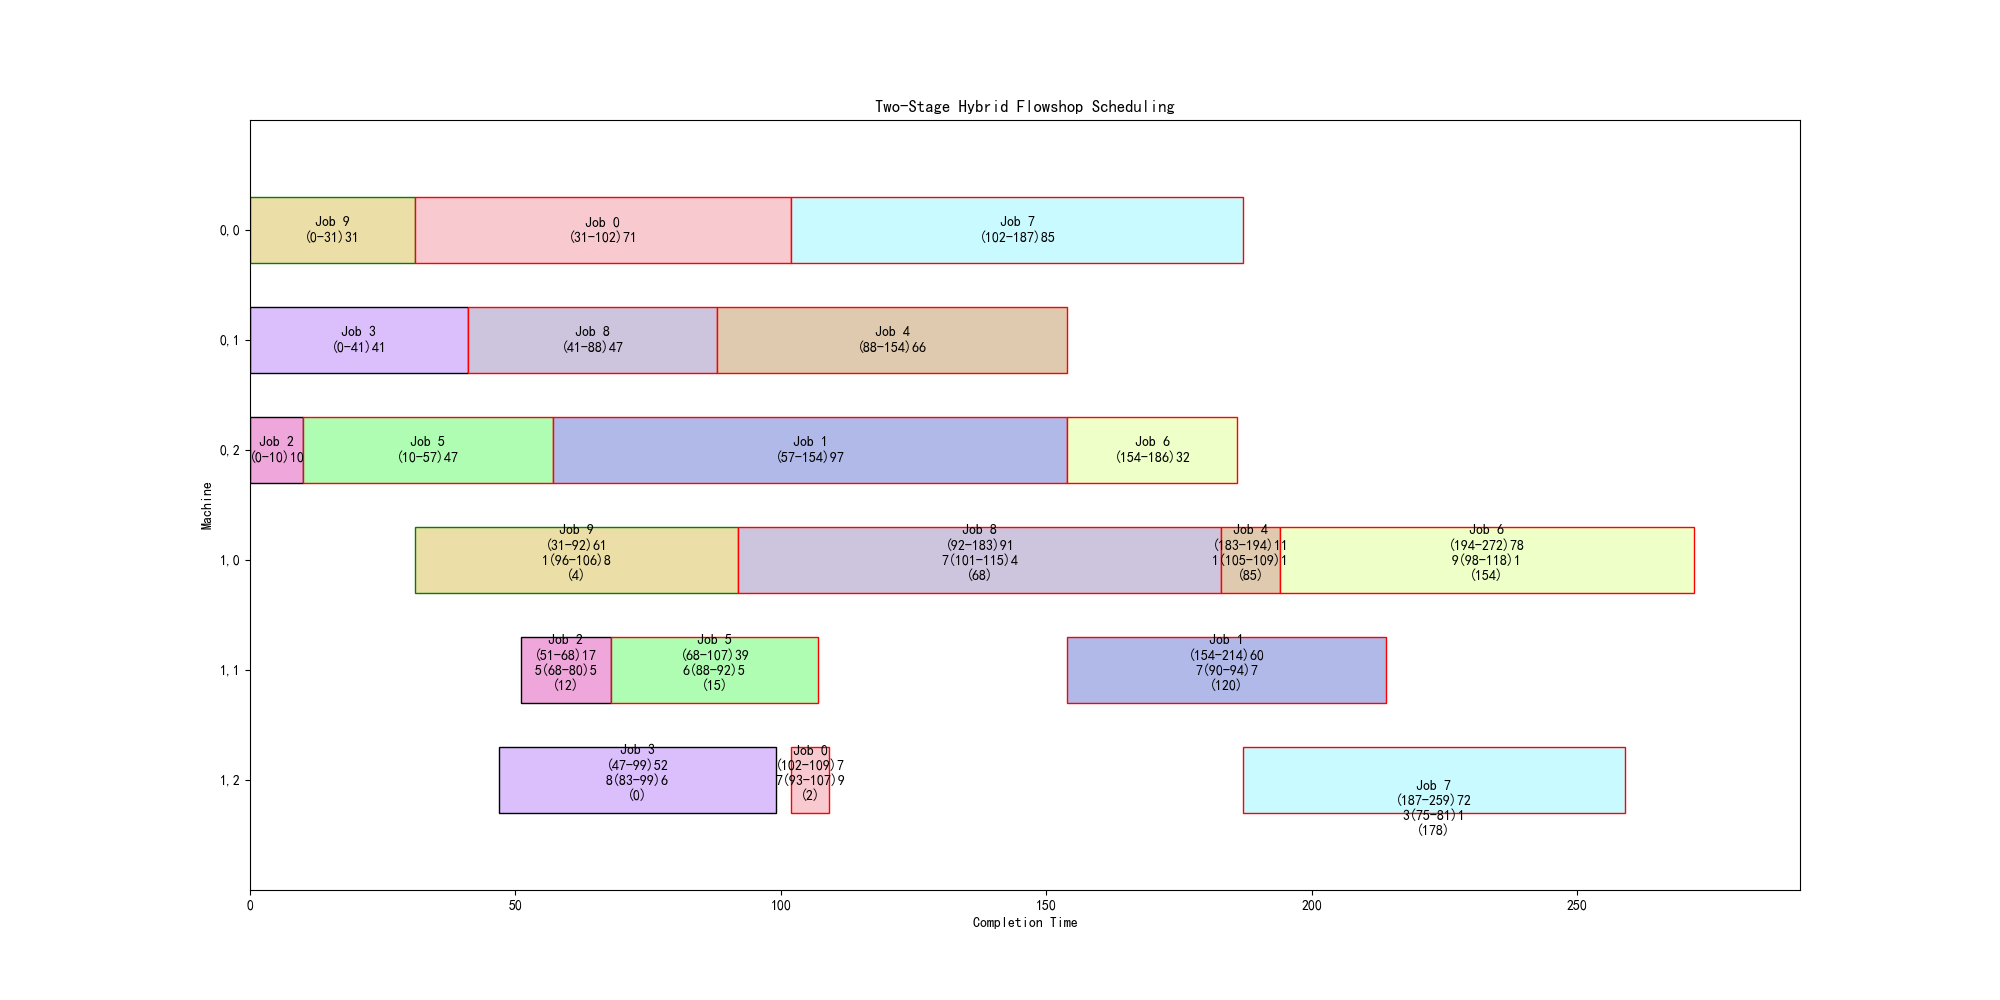 Two-Stage Hybrid Flowshop Scheduling
Machine
0,0
Job 9
(0-31)31
Job 0
(31-102)71
Job 7
(102-187)85
0,1
Job 3
(0-41)41
Job 8
(41-88)47
Job 4
(88-154)66
0,2
Job 2
(0-10)10
Job 5
(10-57)47
Job 1
(57-154)97
Job 6
(154-186)32
1,0
Job 9
(31-92)61
1(96-106)8
(4)
Job 8
(92-183)91
7(101-115)4
(68)
Job 4
(183-194)11
1(105-109)1
(85)
Job 6
(194-272)78
9(98-118)1
(154)
1,1
Job 2
(51-68)17
5(68-80)5
(12)
Job 5
(68-107)39
6(88-92)5
(15)
Job 1
(154-214)60
7(90-94)7
(120)
1,2
Job 3
(47-99)52
8(83-99)6
(0)
Job 0
(102-109)7
7(93-107)9
(2)
Job 7
(187-259)72
3(75-81)1
(178)
0 50 100 150 200 250
Completion Time